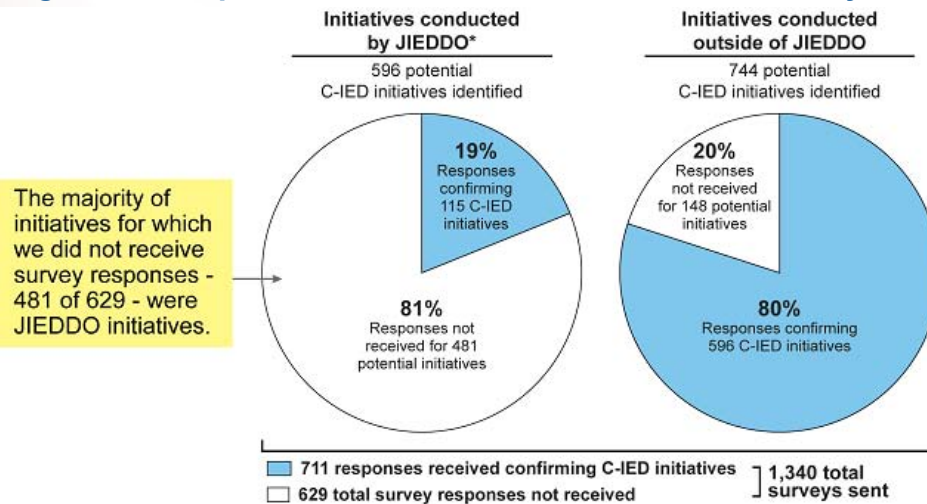 Initiatives conducted
by JIEDDO*
596 potential
C-IED initiatives identified
19%
Responses
confirming
115 C-IED
initiatives
81%
Responses not
received for 481
potential initiatives
Initiatives conducted
outside of JIEDDO
744 potential
C-IED initiatives identified
20%
Responses
not received
for 148 potential
initiatives
80%
Responses confirming
596 C-IED initiatives
The majority of
initiatives for which
we did not receive
survey responses -
481 of 629 - were
JIEDDO initiatives.
711 responses received confirming C-IED initiatives
629 total survey responses not received
1,340 total
surveys sent